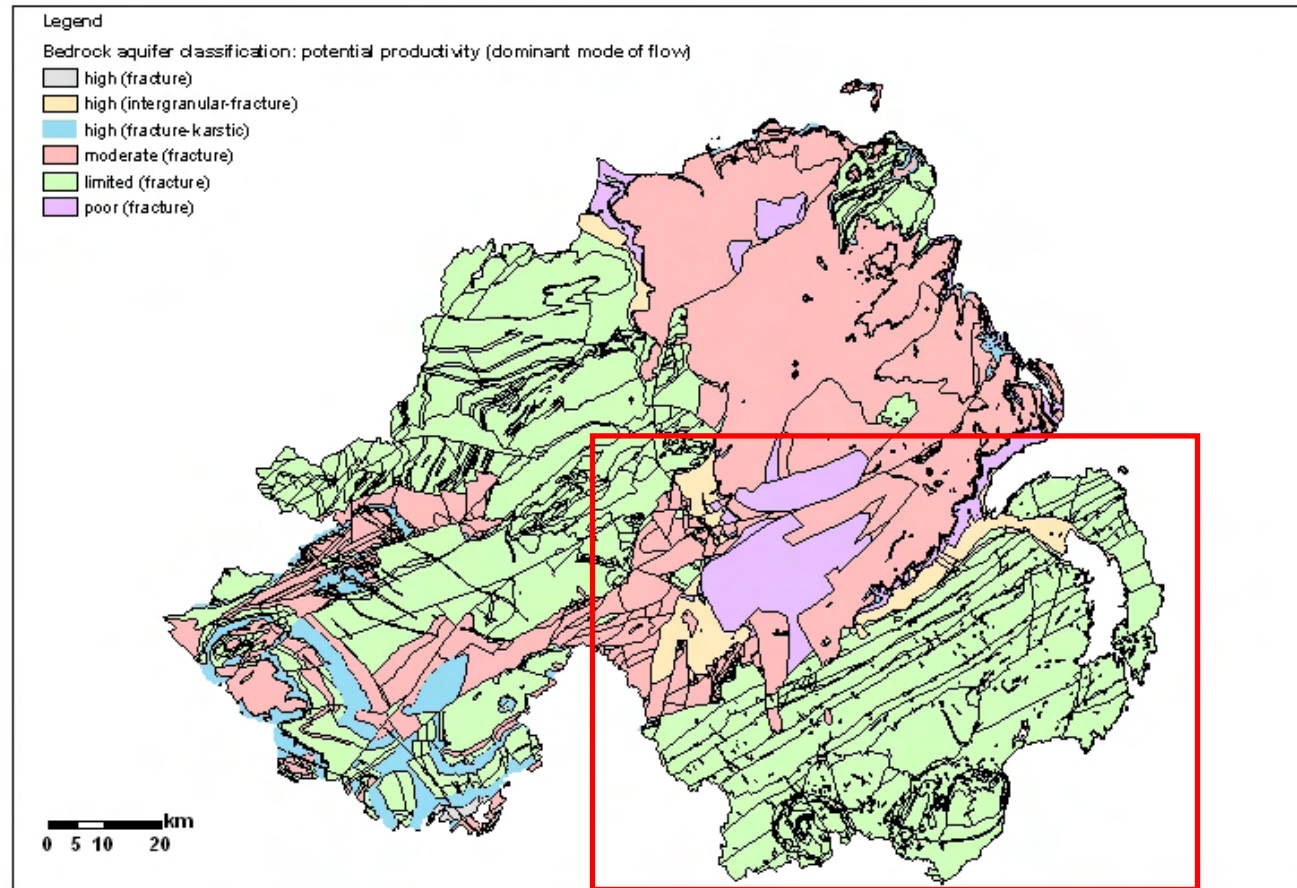 Legend
Bedrock aquifer classification: potential productivity (dominant mode of flow)
high (fracture)
high (intergranular-fracture)
high (fracture-karstic)
moderate (fracture)
limited (fracture)
poor (fracture)
km
0 5 10 20